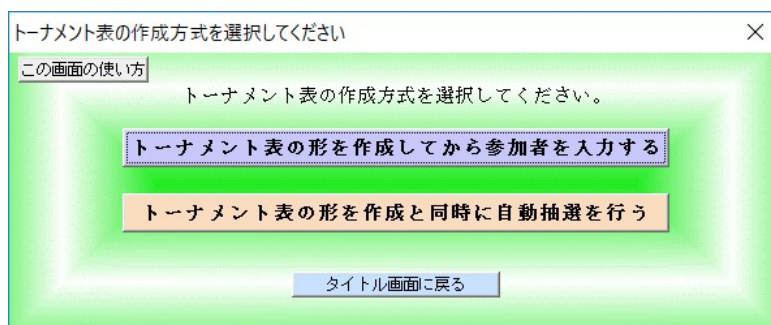 トーナメント表の作成方式を選択してください
この画面の使い方
トーナメント表の作成方式を選択してください。
トーナメント表の形を作成してから参加者を入力する
トーナメント表の形を作成と同時に自動抽選を行う
タイトル画面に戻る